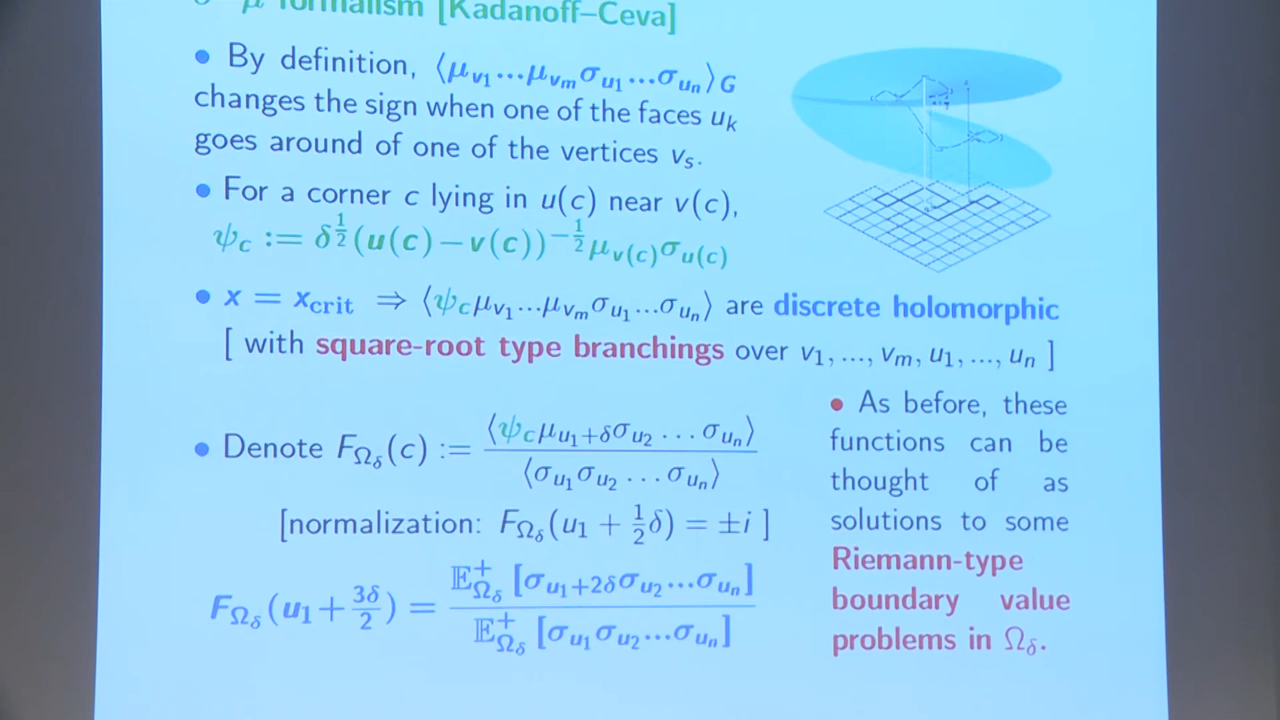 σ–μ formalism [Kadanoff–Ceva]
• By definition, ⟨μ_{v_1}...μ_{v_m}σ_{u_1}...σ_{u_n}⟩_G
changes the sign when one of the faces u_k
goes around of one of the vertices v_s.
• For a corner c lying in u(c) near v(c),
ψ_c := δ^{1/2}(u(c)−v(c))^{−1/2}μ_{v(c)}σ_{u(c)}
• x = x_crit ⇒ ⟨ψ_cμ_{v_1}...μ_{v_m}σ_{u_1}...σ_{u_n}⟩ are discrete holomorphic
[ with square-root type branchings over v_1, ..., v_m, u_1, ..., u_n ]
• Denote F_{Ω_δ}(c) := ⟨ψ_cμ_{u_1+δ}σ_{u_2} ... σ_{u_n}⟩ / ⟨σ_{u_1}σ_{u_2} ... σ_{u_n}⟩
[normalization: F_{Ω_δ}(u_1 + ½δ) = ±i ]
F_{Ω_δ}(u_1 + 3δ/2) = 𝔼⁺_{Ω_δ} [σ_{u_1+2δ}σ_{u_2}...σ_{u_n}] / 𝔼⁺_{Ω_δ} [σ_{u_1}σ_{u_2}...σ_{u_n}]
• As before, these
functions can be
thought of as
solutions to some
Riemann-type
boundary value
problems in Ω_δ.